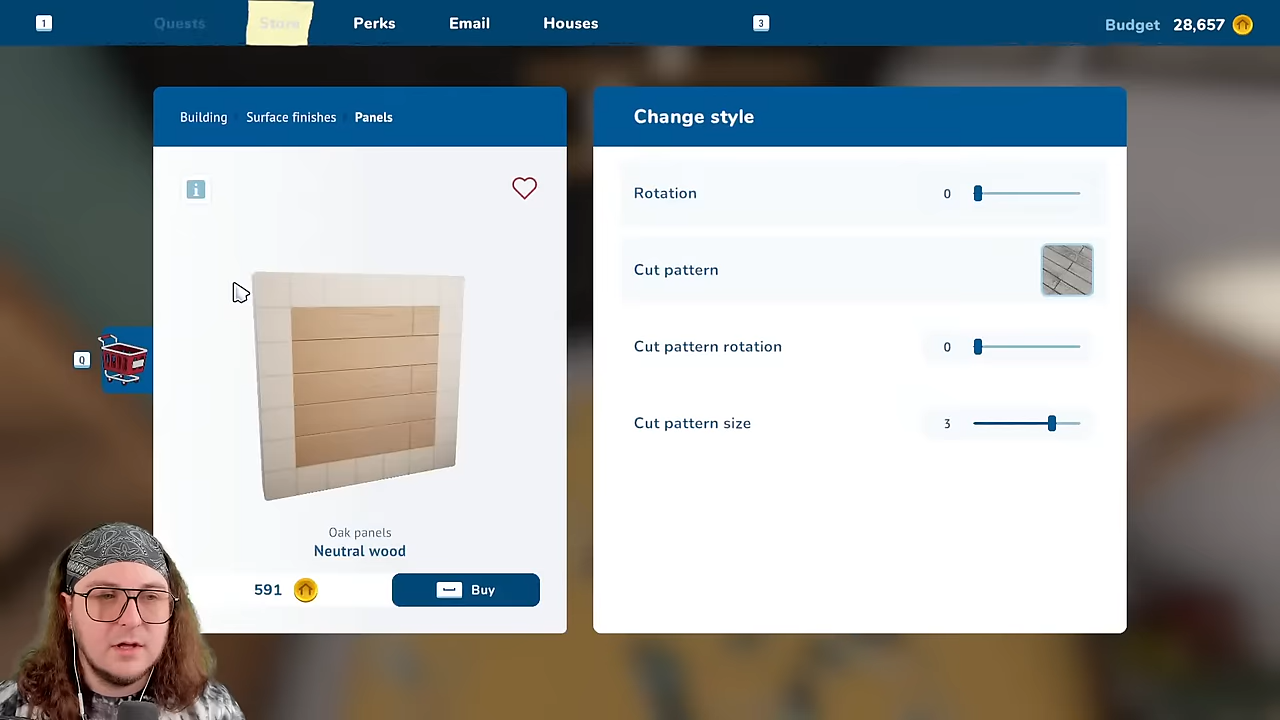 1 Quests Store Perks Email Houses 3 Budget 28,657
Building Surface finishes Panels
Change style
i
Rotation 0
Cut pattern
Cut pattern rotation 0
Q
Cut pattern size 3
Oak panels
Neutral wood
591 Buy